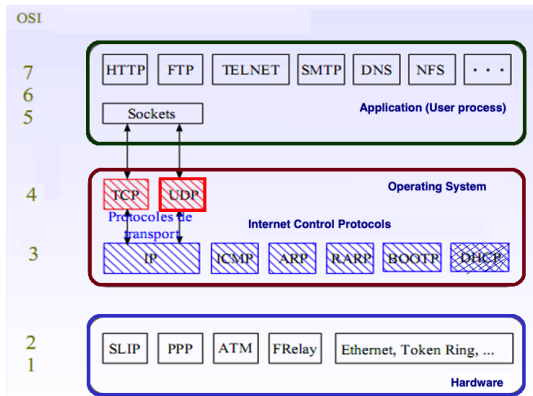 OSI
7 HTTP FTP TELNET SMTP DNS NFS . . .
6
5 Sockets Application (User process)
4 TCP UDP Operating System
Protocoles de
transport Internet Control Protocols
3 IP ICMP ARP RARP BOOTP DHCP
2 SLIP PPP ATM FRelay Ethernet, Token Ring, ...
1
Hardware